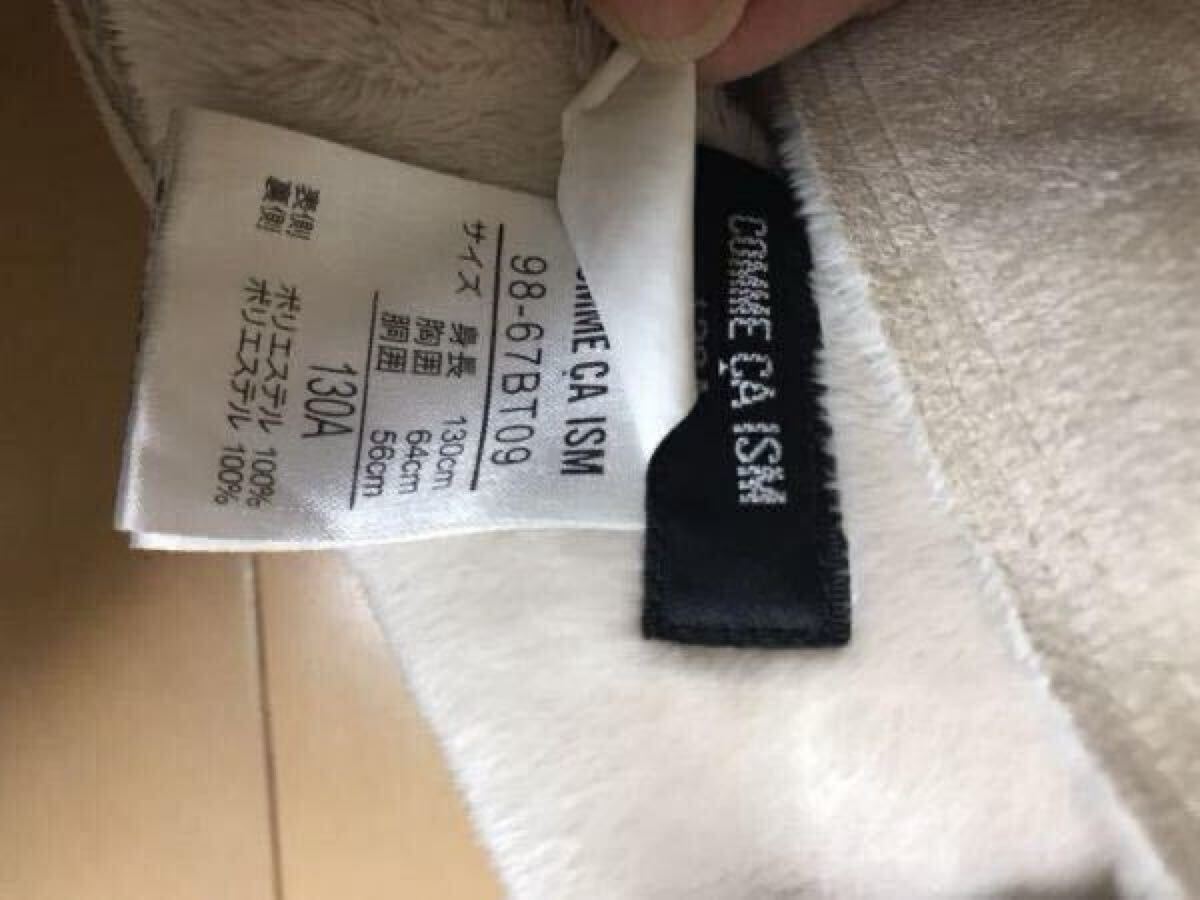 COMME ÇA ISM
OMME ÇA ISM
98-67BT09
サイズ
身長 130cm
胸囲 64cm
胴囲 56cm
130A
表側 ポリエステル 100%
裏側 ポリエステル 100%